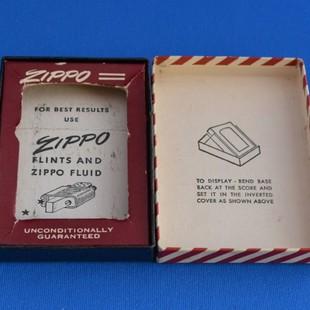 ZIPPO
FOR BEST RESULTS
USE
ZIPPO
FLINTS AND
ZIPPO FLUID
UNCONDITIONALLY
GUARANTEED
TO DISPLAY - BEND BASE
BACK AT THE SCORE AND
SET IT IN THE INVERTED
COVER AS SHOWN ABOVE